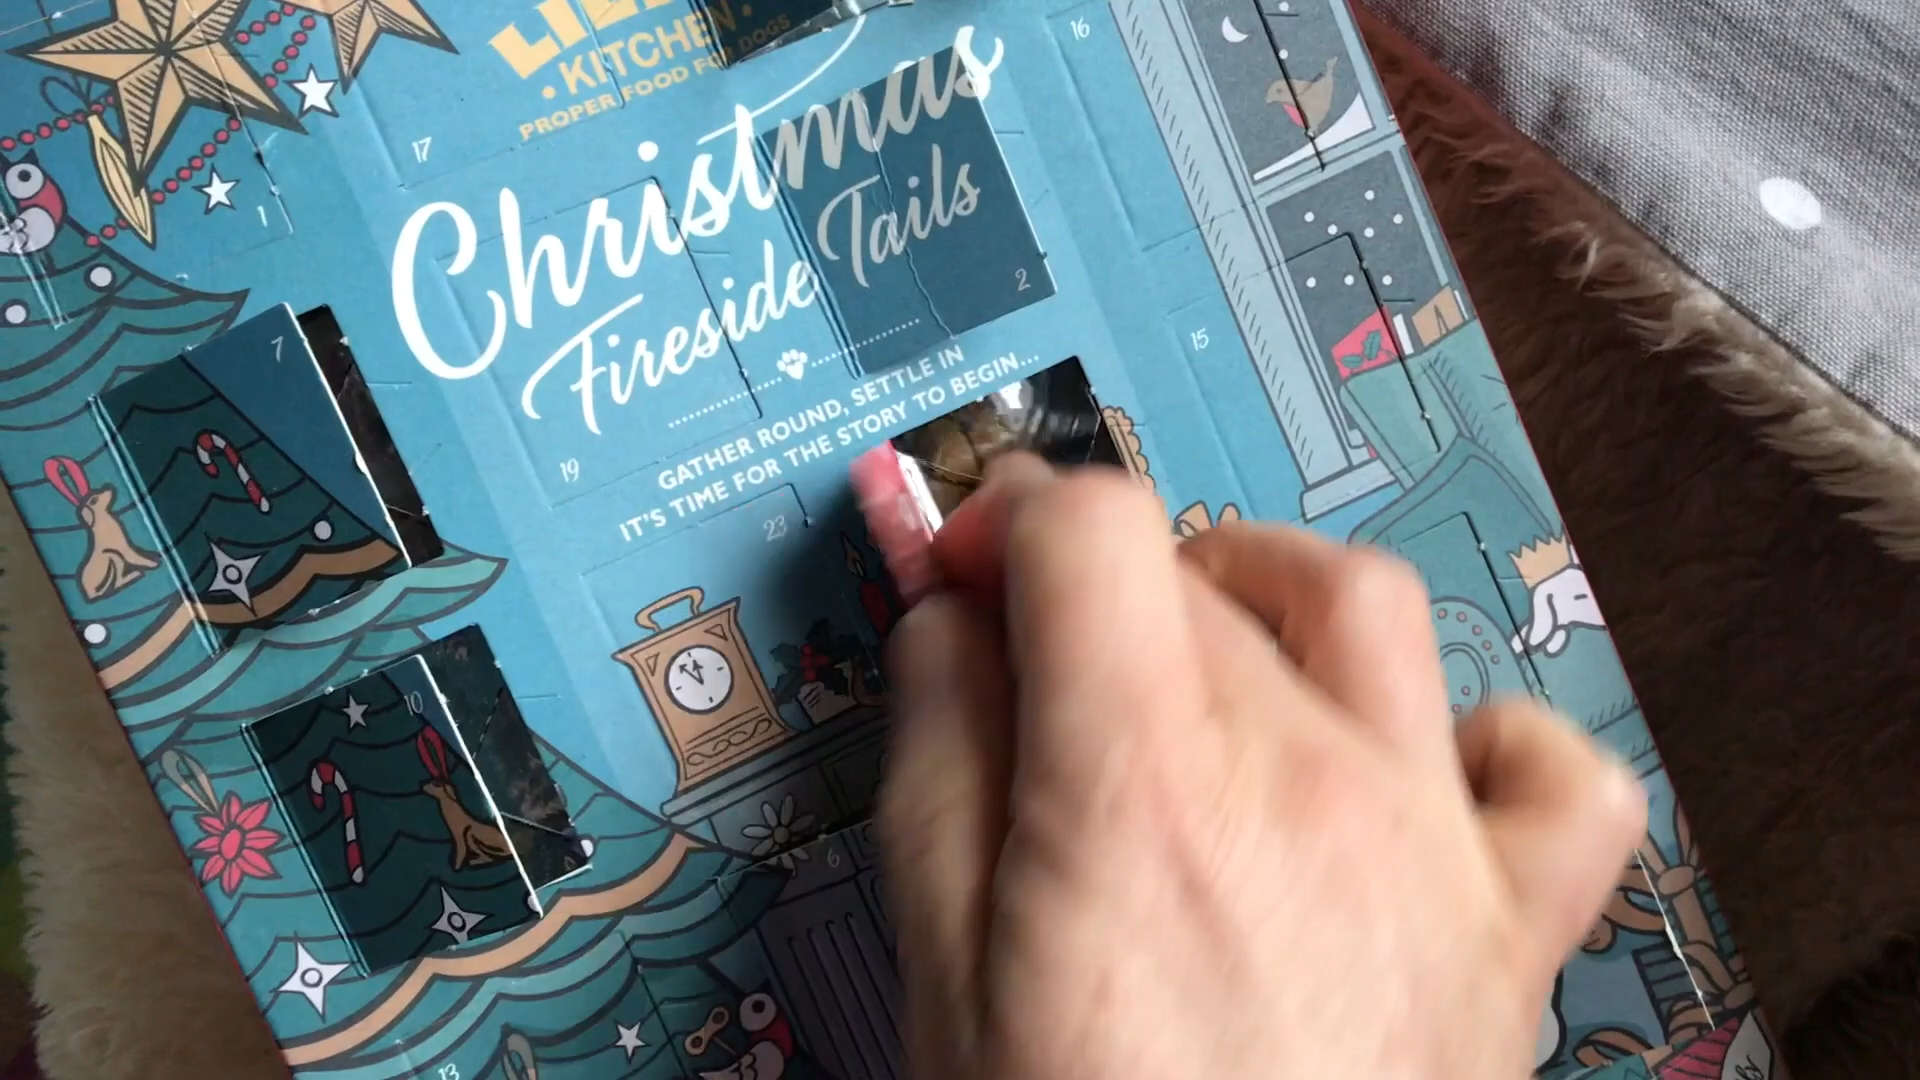 KITCHEN
PROPER FOOD FOR DOGS
16
17
Christmas
1
Fireside Tails
2
7
15
GATHER ROUND, SETTLE IN
IT'S TIME FOR THE STORY TO BEGIN...
19
23
10
6
13